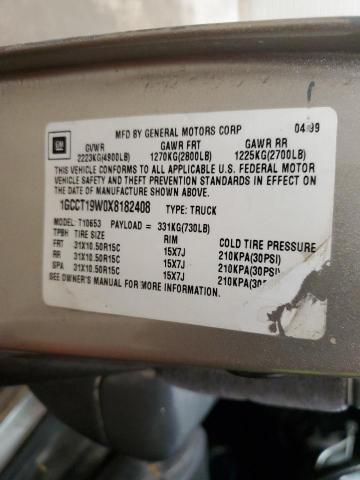 MFD BY GENERAL MOTORS CORP 04/99
GM GVWR GAWR FRT GAWR RR
2223KG(4900LB) 1270KG(2800LB) 1225KG(2700LB)
THIS VEHICLE CONFORMS TO ALL APPLICABLE U.S. FEDERAL MOTOR
VEHICLE SAFETY AND THEFT PREVENTION STANDARDS IN EFFECT ON
THE DATE OF MANUFACTURE SHOWN ABOVE.
1GCCT19W0X8182408 TYPE: TRUCK
MODEL: T10653 PAYLOAD = 331KG(730LB)
TPBH TIRE SIZE RIM COLD TIRE PRESSURE
FRT 31X10.50R15C 15X7J 210KPA(30PSI)
RR 31X10.50R15C 15X7J 210KPA(30PSI)
SPA 31X10.50R15C 15X7J 210KPA(30
SEE OWNER'S MANUAL FOR MORE INFORMATION.